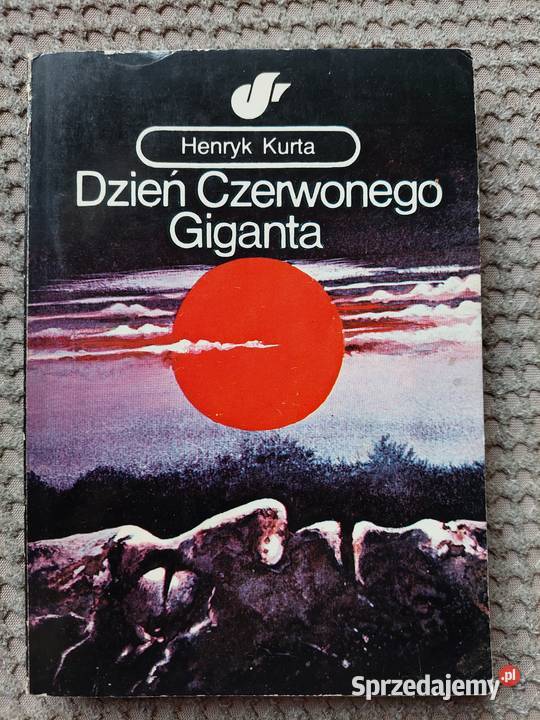 Henryk Kurta
Dzień Czerwonego
Giganta
Sprzedajemy.pl